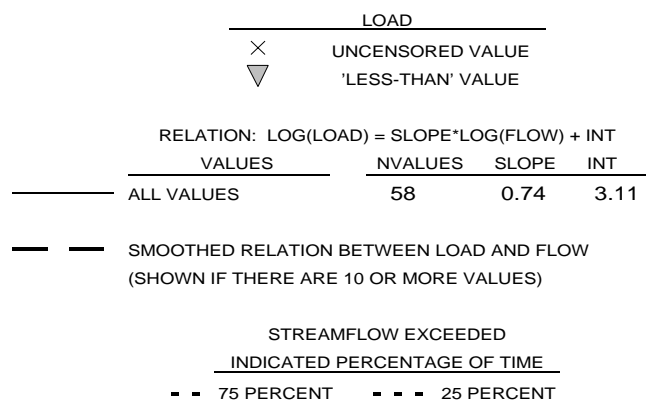 LOAD
UNCENSORED VALUE
'LESS-THAN' VALUE
RELATION: LOG(LOAD) = SLOPE*LOG(FLOW) + INT
VALUES NVALUES SLOPE INT
ALL VALUES 58 0.74 3.11
SMOOTHED RELATION BETWEEN LOAD AND FLOW
(SHOWN IF THERE ARE 10 OR MORE VALUES)
STREAMFLOW EXCEEDED
INDICATED PERCENTAGE OF TIME
75 PERCENT 25 PERCENT